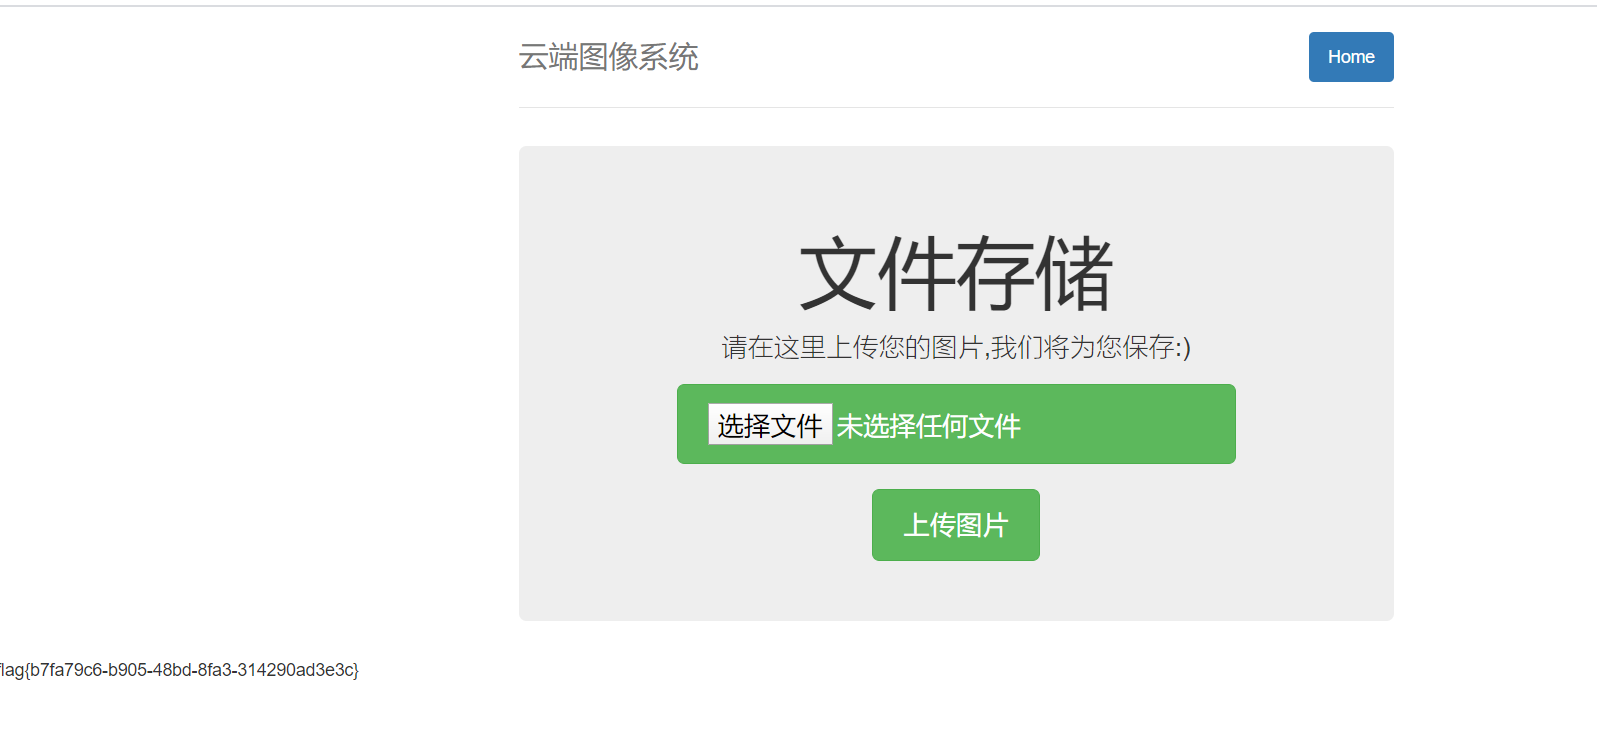 云端图像系统
Home
文件存储
请在这里上传您的图片,我们将为您保存:)
选择文件 未选择任何文件
上传图片
flag{b7fa79c6-b905-48bd-8fa3-314290ad3e3c}